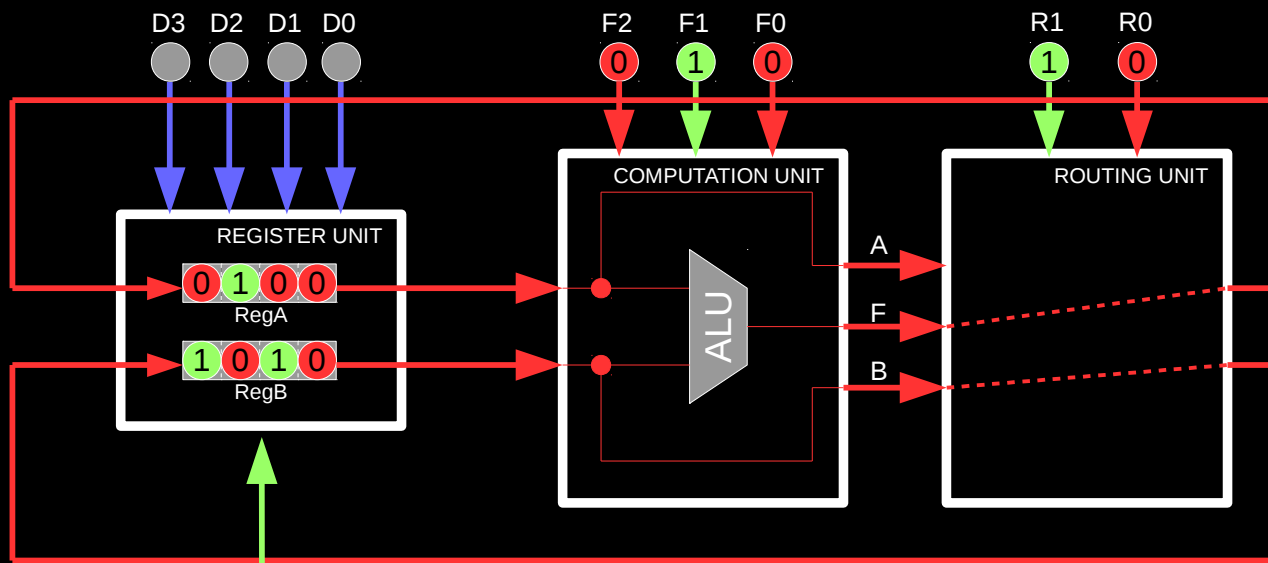 D3 D2 D1 D0 F2 F1 F0 R1 R0
0 1 0 1 0
COMPUTATION UNIT ROUTING UNIT
REGISTER UNIT
A
0 1 0 0
RegA
F
ALU
1 0 1 0
B
RegB